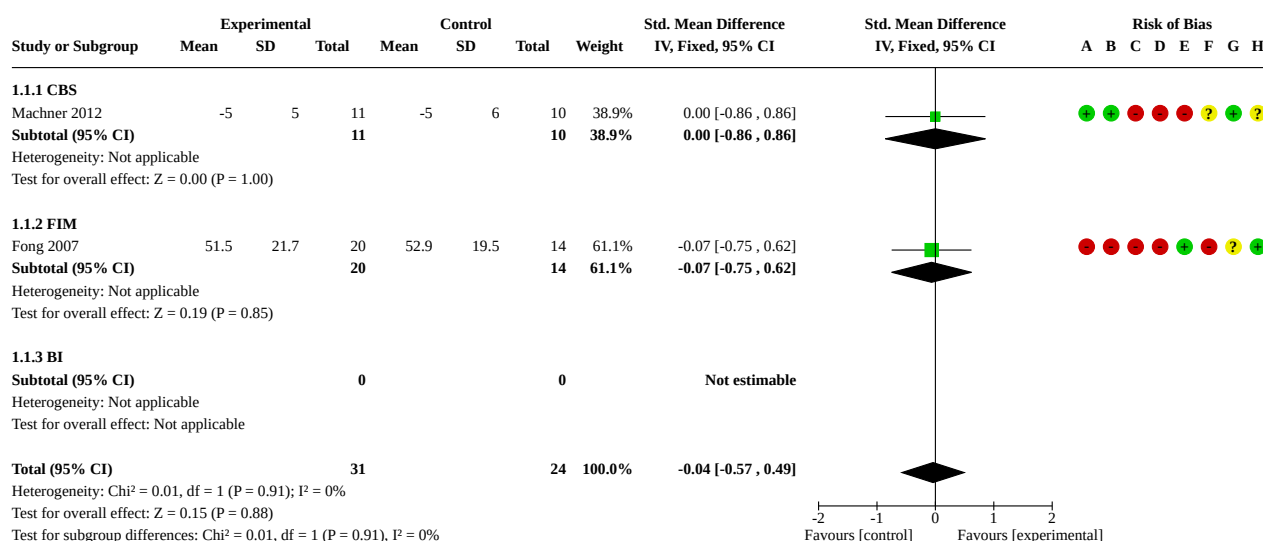 Experimental Control Std. Mean Difference Std. Mean Difference Risk of Bias
Study or Subgroup Mean SD Total Mean SD Total Weight IV, Fixed, 95% CI IV, Fixed, 95% CI A B C D E F G H
1.1.1 CBS
Machner 2012 -5 5 11 -5 6 10 38.9% 0.00 [-0.86 , 0.86] + + - - - ? + ?
Subtotal (95% CI) 11 10 38.9% 0.00 [-0.86 , 0.86]
Heterogeneity: Not applicable
Test for overall effect: Z = 0.00 (P = 1.00)
1.1.2 FIM
Fong 2007 51.5 21.7 20 52.9 19.5 14 61.1% -0.07 [-0.75 , 0.62] - - - - + - ? +
Subtotal (95% CI) 20 14 61.1% -0.07 [-0.75 , 0.62]
Heterogeneity: Not applicable
Test for overall effect: Z = 0.19 (P = 0.85)
1.1.3 BI
Subtotal (95% CI) 0 0 Not estimable
Heterogeneity: Not applicable
Test for overall effect: Not applicable
Total (95% CI) 31 24 100.0% -0.04 [-0.57 , 0.49]
Heterogeneity: Chi² = 0.01, df = 1 (P = 0.91); I² = 0%
Test for overall effect: Z = 0.15 (P = 0.88)
-2 -1 0 1 2
Test for subgroup differences: Chi² = 0.01, df = 1 (P = 0.91), I² = 0% Favours [control] Favours [experimental]